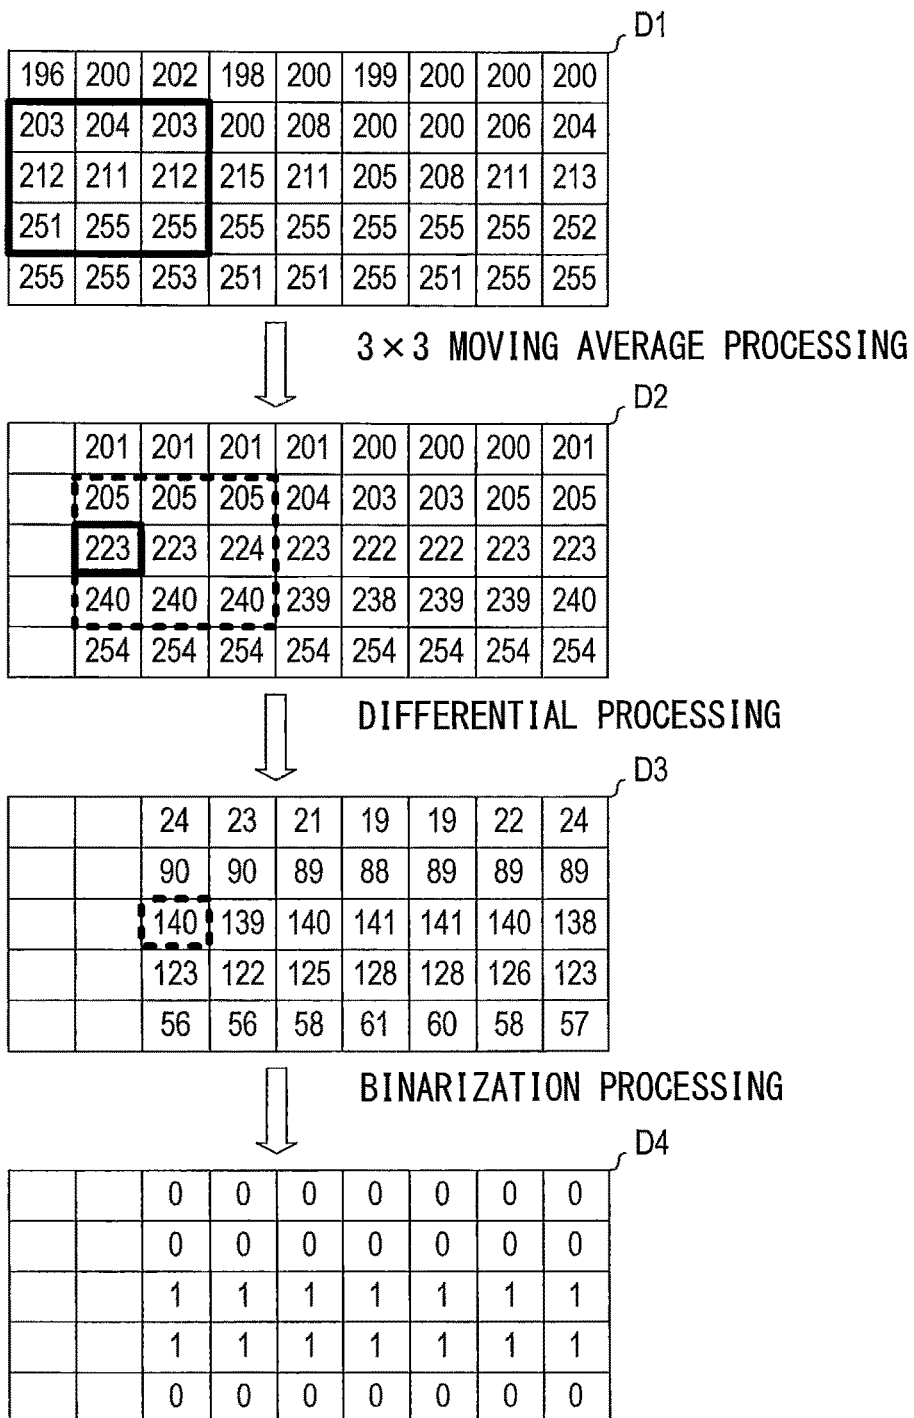 D1
196 200 202 198 200 199 200 200 200
203 204 203 200 208 200 200 206 204
212 211 212 215 211 205 208 211 213
251 255 255 255 255 255 255 255 252
255 255 253 251 251 255 251 255 255
3×3 MOVING AVERAGE PROCESSING
D2
201 201 201 201 200 200 200 201
205 205 205 204 203 203 205 205
223 223 224 223 222 222 223 223
240 240 240 239 238 239 239 240
254 254 254 254 254 254 254 254
DIFFERENTIAL PROCESSING
D3
24 23 21 19 19 22 24
90 90 89 88 89 89 89
140 139 140 141 141 140 138
123 122 125 128 128 126 123
56 56 58 61 60 58 57
BINARIZATION PROCESSING
D4
0 0 0 0 0 0 0
0 0 0 0 0 0 0
1 1 1 1 1 1 1
1 1 1 1 1 1 1
0 0 0 0 0 0 0